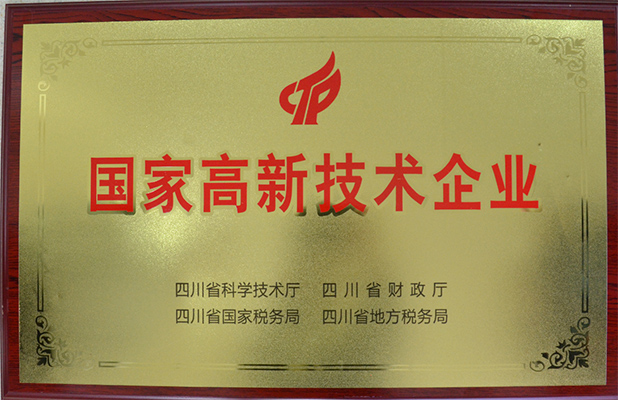 CTP
国家高新技术企业
四川省科学技术厅 四川省财政厅
四川省国家税务局 四川省地方税务局